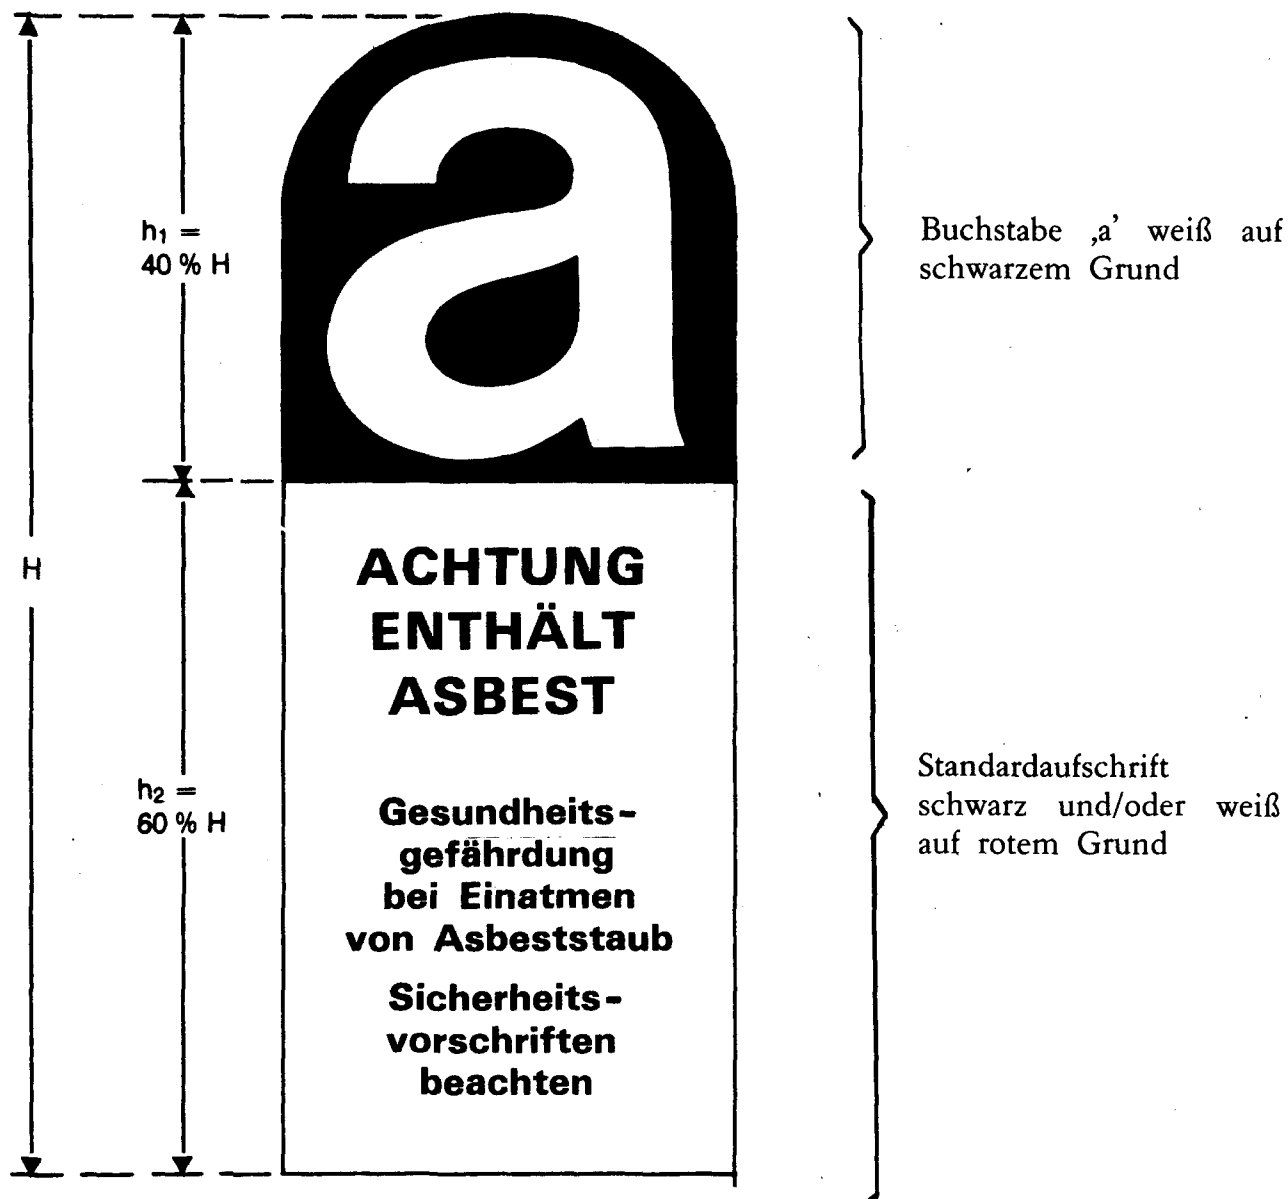 a
h₁ =
40 % H
Buchstabe ‚a’ weiß auf
schwarzem Grund
H
ACHTUNG
ENTHÄLT
ASBEST
h₂ =
60 % H
Gesundheits-
gefährdung
bei Einatmen
von Asbeststaub
Sicherheits-
vorschriften
beachten
Standardaufschrift
schwarz und/oder weiß
auf rotem Grund